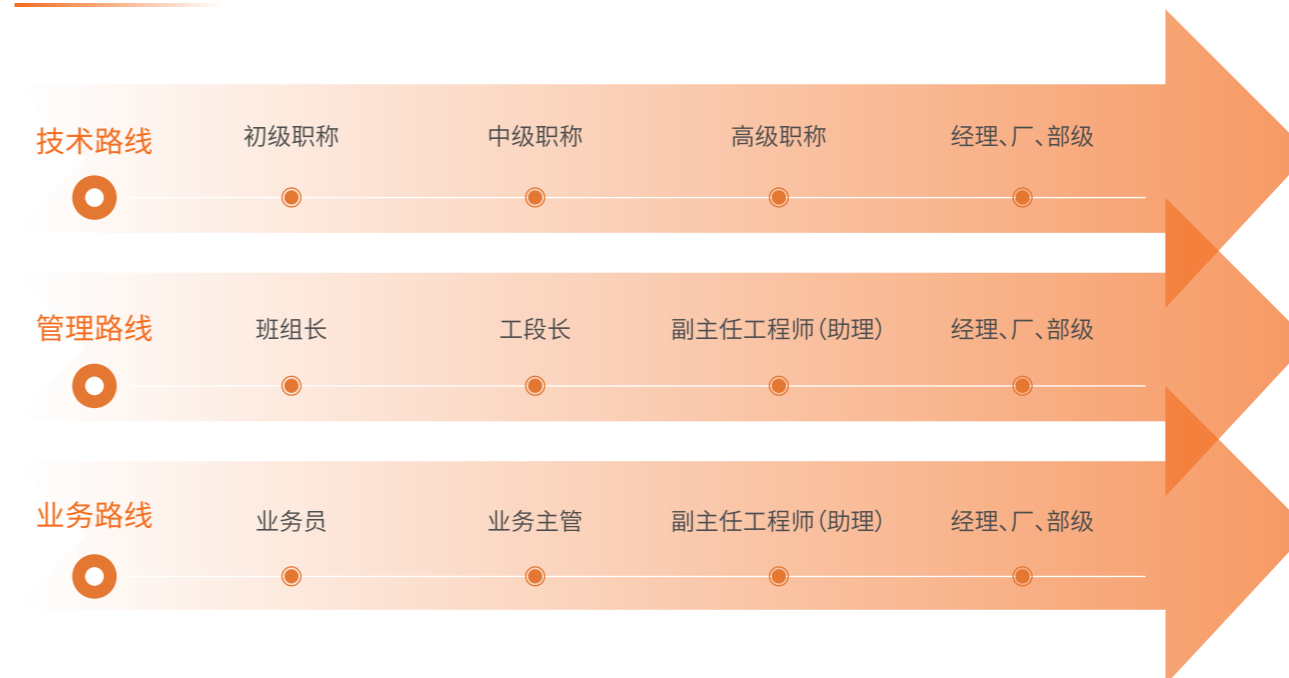 技术路线 初级职称 中级职称 高级职称 经理、厂、部级
管理路线 班组长 工段长 副主任工程师（助理） 经理、厂、部级
业务路线 业务员 业务主管 副主任工程师（助理） 经理、厂、部级